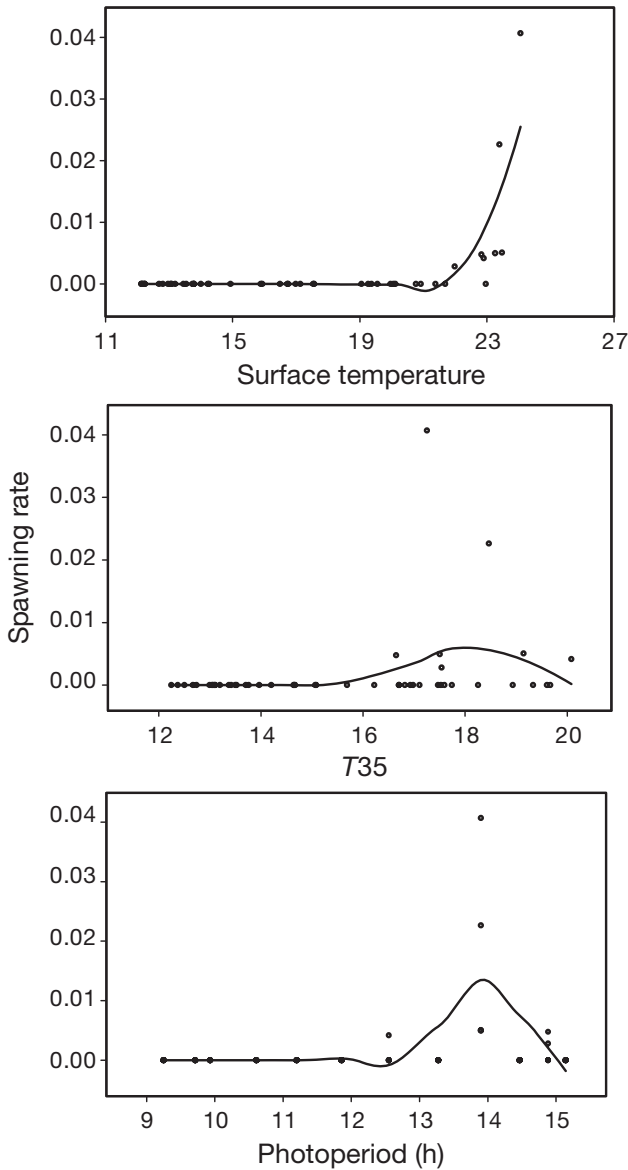 0.04
0.03
0.02
0.01
0.00
11 15 19 23 27
Surface temperature
0.04
0.03
0.02
0.01
0.00
12 14 16 18 20
T35
Spawning rate
0.04
0.03
0.02
0.01
0.00
9 10 11 12 13 14 15
Photoperiod (h)